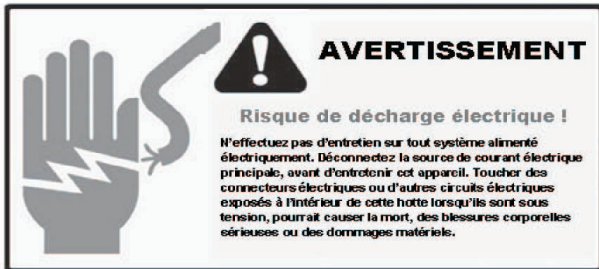 AVERTISSEMENT
Risque de décharge électrique !
N'effectuez pas d'entretien sur tout système alimenté
électriquement. Déconnectez la source de courant électrique
principale, avant d'entretenir cet appareil. Toucher des
connecteurs électriques ou d'autres circuits électriques
exposés à l'intérieur de cette hotte lorsqu'ils sont sous
tension, pourrait causer la mort, des blessures corporelles
sérieuses ou des dommages matériels.